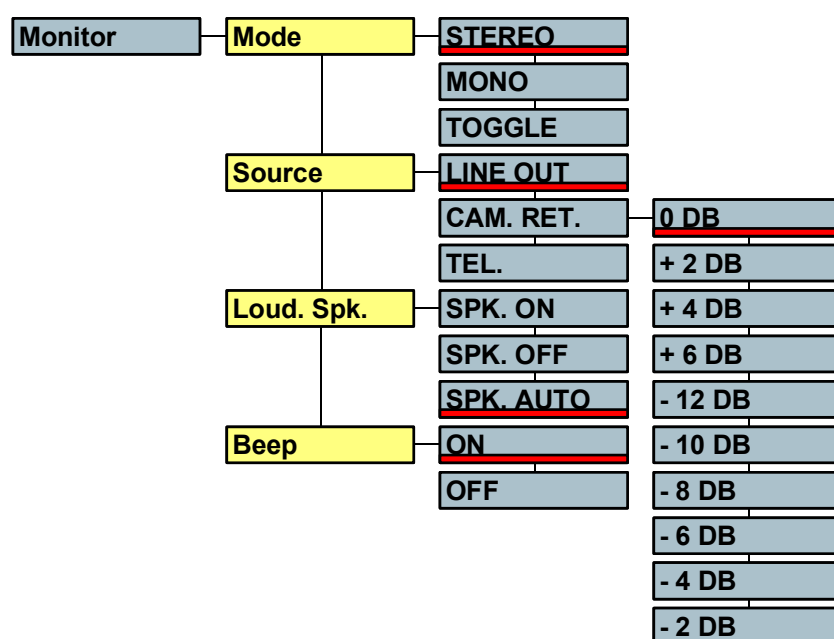 Monitor
Mode
STEREO
MONO
TOGGLE
Source
LINE OUT
CAM. RET.
0 DB
TEL.
+ 2 DB
Loud. Spk.
SPK. ON
+ 4 DB
SPK. OFF
+ 6 DB
SPK. AUTO
- 12 DB
Beep
ON
- 10 DB
OFF
- 8 DB
- 6 DB
- 4 DB
- 2 DB